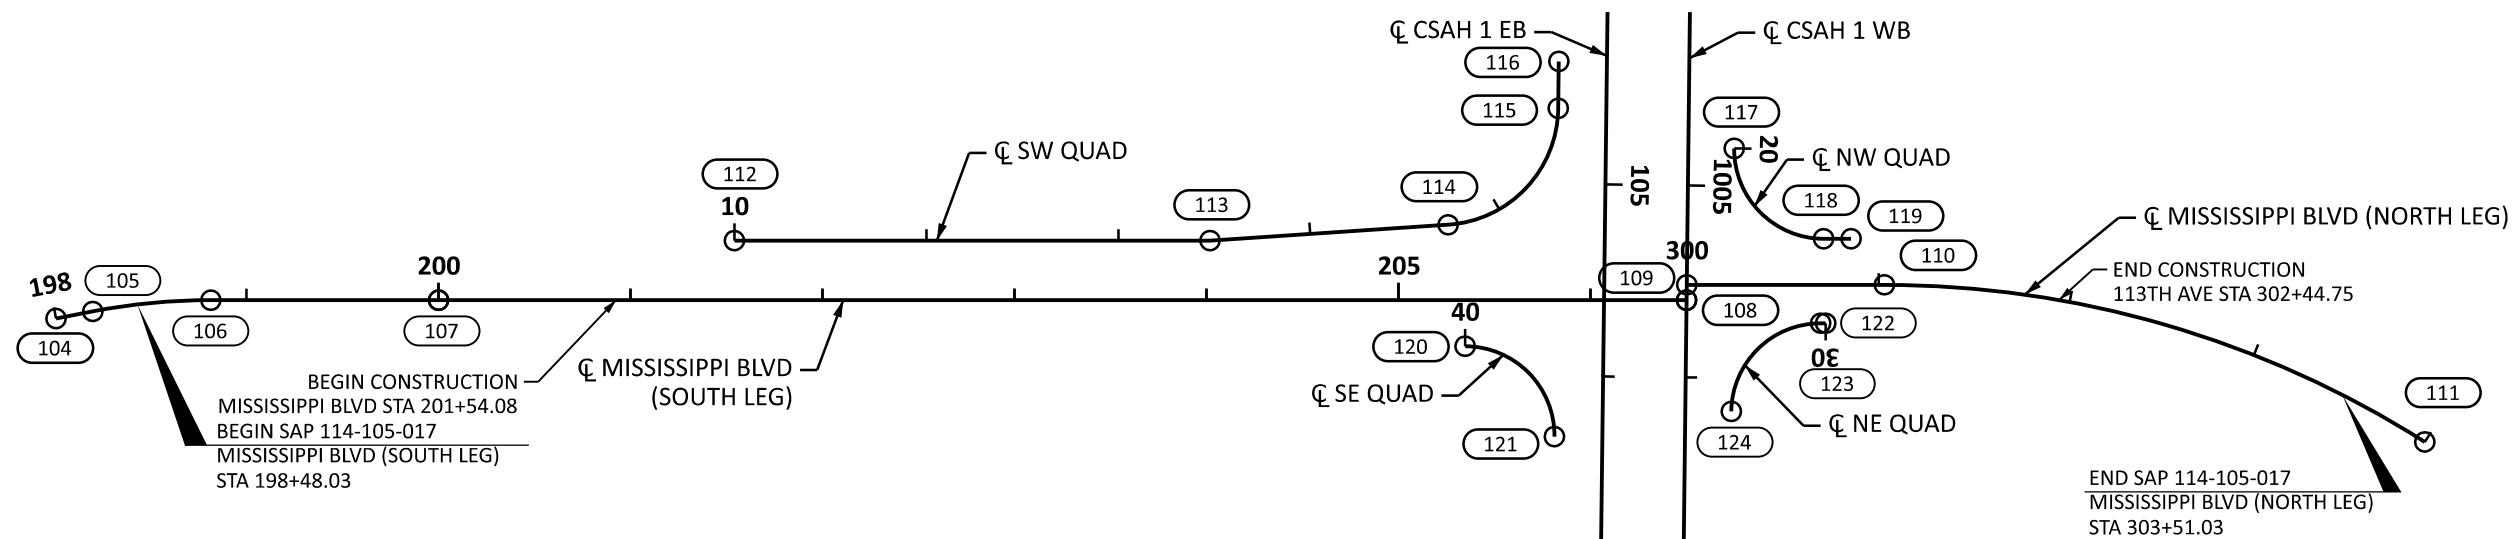 ℄ CSAH 1 EB
℄ CSAH 1 WB
116
115
117
20
℄ SW QUAD
℄ NW QUAD
112
10
114
113
105
1005
118
119
℄ MISSISSIPPI BLVD (NORTH LEG)
198
105
200
205
300
109
110
END CONSTRUCTION
113TH AVE STA 302+44.75
104
106
107
108
40
120
122
30
123
BEGIN CONSTRUCTION
MISSISSIPPI BLVD STA 201+54.08
BEGIN SAP 114-105-017
MISSISSIPPI BLVD (SOUTH LEG)
STA 198+48.03
℄ MISSISSIPPI BLVD
(SOUTH LEG)
℄ SE QUAD
121
℄ NE QUAD
124
111
END SAP 114-105-017
MISSISSIPPI BLVD (NORTH LEG)
STA 303+51.03